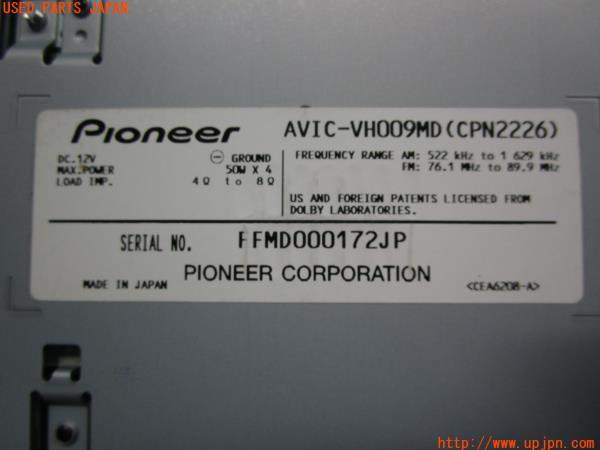 USED PARTS JAPAN
Pioneer
AVIC-VH009MD(CPN2226)
DC.12V ⊖ GROUND
MAX.POWER 50W X 4
LOAD IMP. 4Ω to 8Ω
FREQUENCY RANGE AM: 522 kHz to 1 629 kHz
FM: 76.1 MHz to 89.9 MHz
US AND FOREIGN PATENTS LICENSED FROM
DOLBY LABORATORIES.
SERIAL NO. FFMD000172JP
PIONEER CORPORATION
MADE IN JAPAN
<CEA6208-A>
http://www.upjpn.com